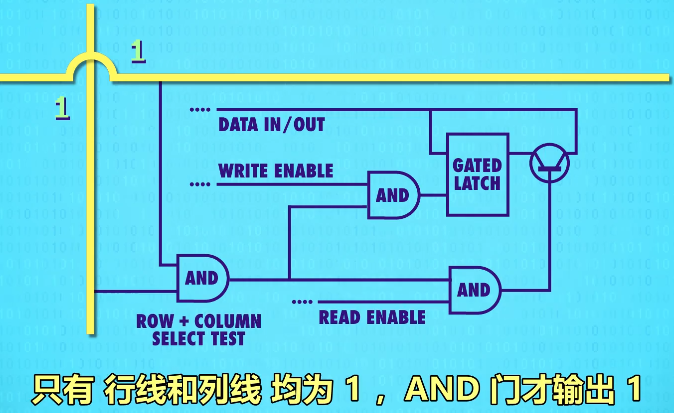 1
1
DATA IN/OUT
WRITE ENABLE
AND
GATED
LATCH
AND
AND
READ ENABLE
ROW + COLUMN
SELECT TEST
只有 行线和列线 均为 1 ，AND 门才输出 1